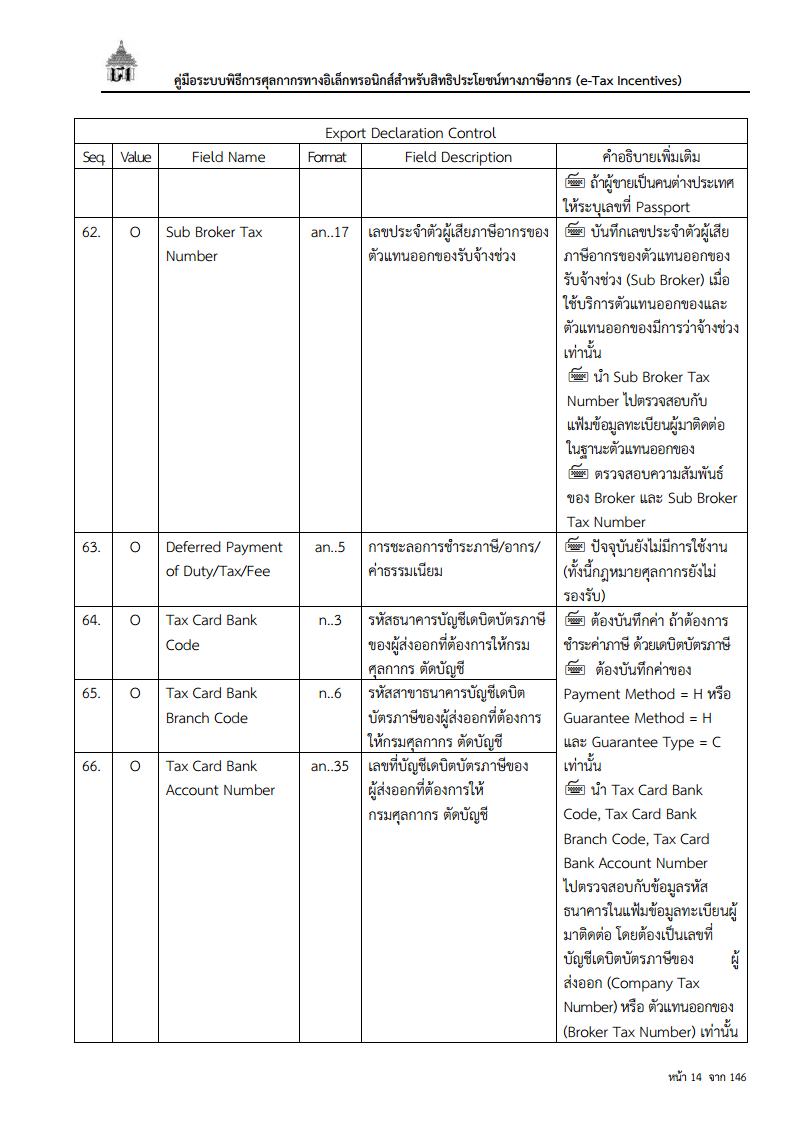 คู่มือระบบพิธีการศุลกากรทางอิเล็กทรอนิกส์สำหรับสิทธิประโยชน์ทางภาษีอากร (e-Tax Incentives)
Export Declaration Control
Seq. Value Field Name Format Field Description คำอธิบายเพิ่มเติม
ถ้าผู้ขายเป็นคนต่างประเทศ
ให้ระบุเลขที่ Passport
62. O Sub Broker Tax an..17 เลขประจำตัวผู้เสียภาษีอากรของ บันทึกเลขประจำตัวผู้เสีย
Number ตัวแทนออกของรับจ้างช่วง ภาษีอากรของตัวแทนออกของ
รับจ้างช่วง (Sub Broker) เมื่อ
ใช้บริการตัวแทนออกของและ
ตัวแทนออกของมีการว่าจ้างช่วง
เท่านั้น
นำ Sub Broker Tax
Number ไปตรวจสอบกับ
แฟ้มข้อมูลทะเบียนผู้มาติดต่อ
ในฐานะตัวแทนออกของ
ตรวจสอบความสัมพันธ์
ของ Broker และ Sub Broker
Tax Number
63. O Deferred Payment an..5 การชะลอการชำระภาษี/อากร/ ปัจจุบันยังไม่มีการใช้งาน
of Duty/Tax/Fee ค่าธรรมเนียม (ทั้งนี้กฎหมายศุลกากรยังไม่
รองรับ)
64. O Tax Card Bank n..3 รหัสธนาคารบัญชีเดบิตบัตรภาษี ต้องบันทึกค่า ถ้าต้องการ
Code ของผู้ส่งออกที่ต้องการให้กรม ชำระค่าภาษี ด้วยเดบิตบัตรภาษี
ศุลกากร ตัดบัญชี ต้องบันทึกค่าของ
65. O Tax Card Bank n..6 รหัสสาขาธนาคารบัญชีเดบิต Payment Method = H หรือ
Branch Code บัตรภาษีของผู้ส่งออกที่ต้องการ Guarantee Method = H
ให้กรมศุลกากร ตัดบัญชี และ Guarantee Type = C
66. O Tax Card Bank an..35 เลขที่บัญชีเดบิตบัตรภาษีของ เท่านั้น
Account Number ผู้ส่งออกที่ต้องการให้ นำ Tax Card Bank
กรมศุลกากร ตัดบัญชี Code, Tax Card Bank
Branch Code, Tax Card
Bank Account Number
ไปตรวจสอบกับข้อมูลรหัส
ธนาคารในแฟ้มข้อมูลทะเบียนผู้
มาติดต่อ โดยต้องเป็นเลขที่
บัญชีเดบิตบัตรภาษีของ ผู้
ส่งออก (Company Tax
Number) หรือ ตัวแทนออกของ
(Broker Tax Number) เท่านั้น
หน้า 14 จาก 146